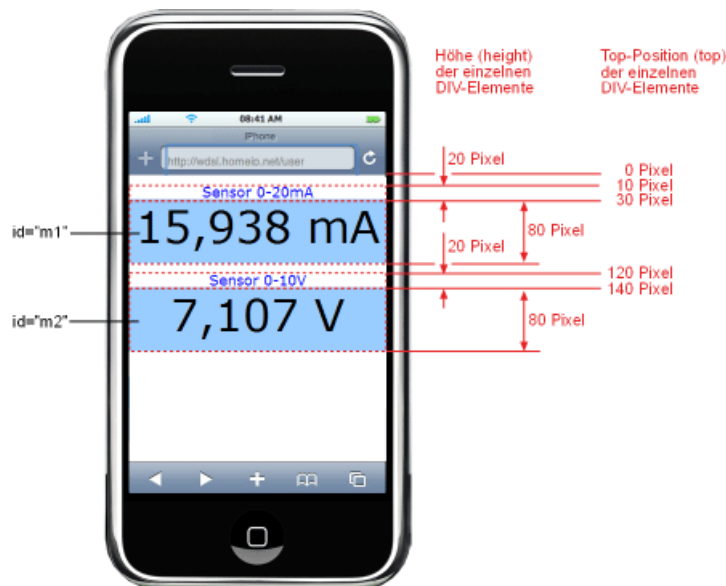 Höhe (height)
der einzelnen
DIV-Elemente
Top-Position (top)
der einzelnen
DIV-Elemente
08:41 AM
iPhone
http://wdsl.homeio.net/user
20 Pixel
0 Pixel
10 Pixel
30 Pixel
Sensor 0-20mA
id="m1"
15,938 mA
80 Pixel
20 Pixel
120 Pixel
140 Pixel
Sensor 0-10V
id="m2"
7,107 V
80 Pixel